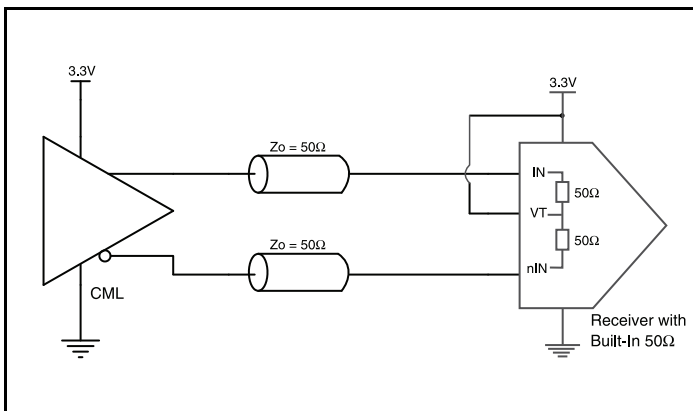 3.3V
3.3V
Zo = 50Ω
IN
50Ω
VT
50Ω
Zo = 50Ω
nIN
CML
Receiver with
Built-In 50Ω